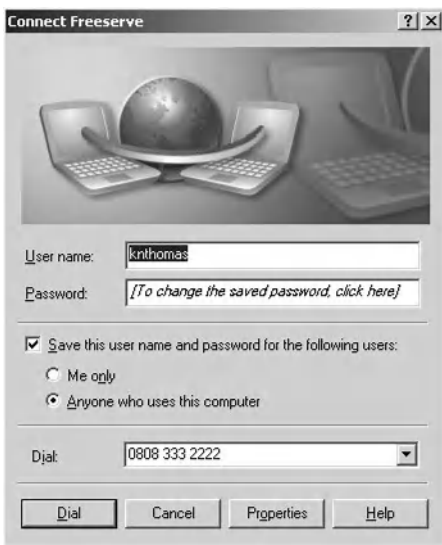 Connect Freeserve
User name: knthomas
Password: [To change the saved password, click here]
Save this user name and password for the following users:
Me only
Anyone who uses this computer
Dial: 0808 333 2222
Dial Cancel Properties Help